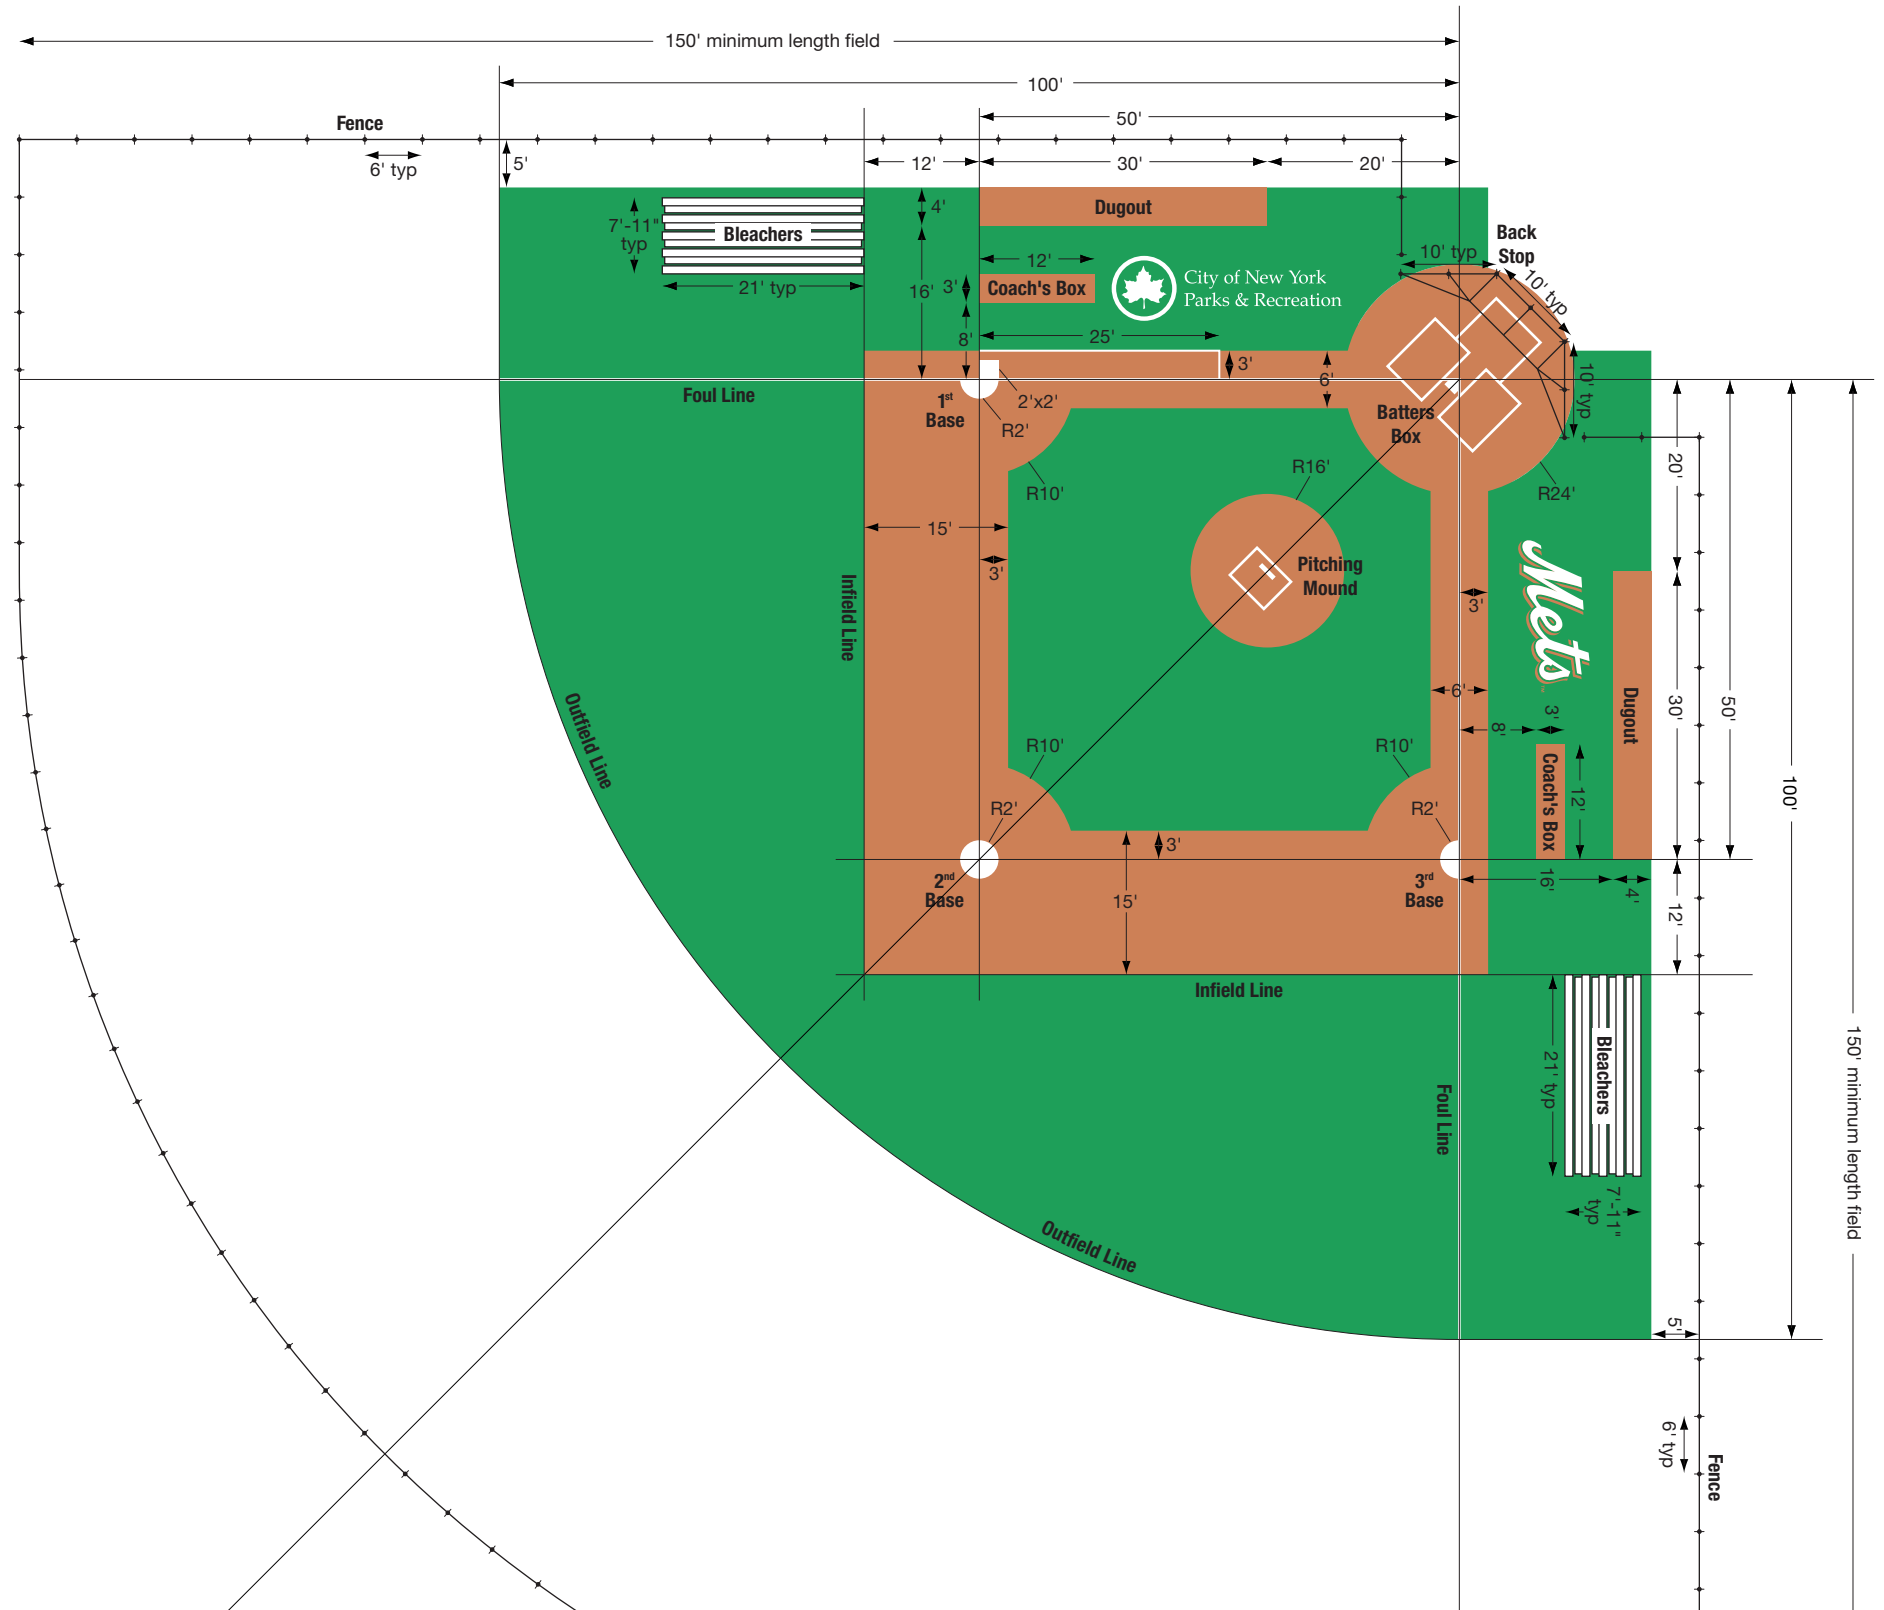 150' minimum length field
100'
50'
Fence
6' typ
5'
12'
30'
20'
7'-11"
typ
Bleachers
21' typ
4'
16'
Dugout
12'
3'
Coach's Box
8'
City of New York
Parks & Recreation
25'
3'
6'
Back
Stop
10' typ
10' typ
10' typ
Foul Line
1st
Base
2'x2'
R2'
R10'
Batters
Box
R24'
R16'
Pitching
Mound
15'
3'
Infield Line
Outfield Line
3'
6'
Mets
8'
3'
Coach's Box
12'
Dugout
20'
30'
50'
100'
R10'
R10'
R2'
R2'
3'
15'
2nd
Base
3rd
Base
16'
4'
12'
Infield Line
21' typ
Bleachers
7'-11"
typ
Foul Line
Outfield Line
5'
150' minimum length field
6' typ
Fence